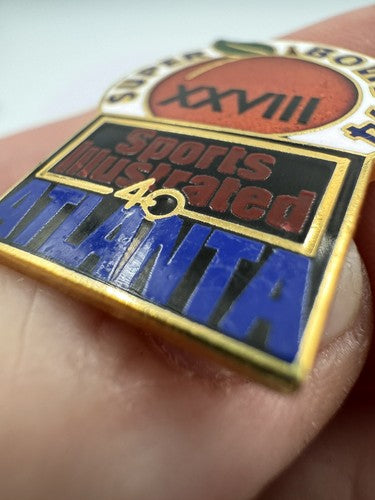 SUPER BOWL
XXVIII
Sports
Illustrated
40
ATLANTA